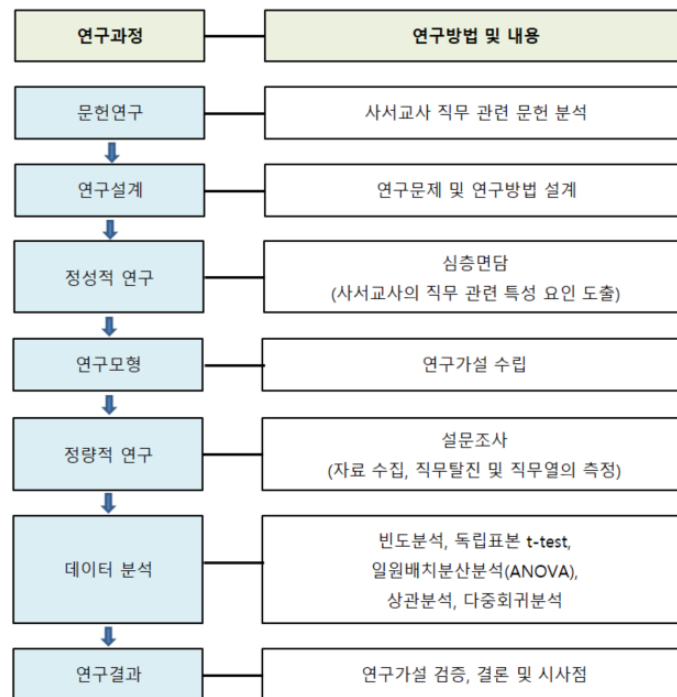 연구과정
연구방법 및 내용
문헌연구
사서교사 직무 관련 문헌 분석
연구설계
연구문제 및 연구방법 설계
정성적 연구
심층면담
(사서교사의 직무 관련 특성 요인 도출)
연구모형
연구가설 수립
정량적 연구
설문조사
(자료 수집, 직무탈진 및 직무열의 측정)
데이터 분석
빈도분석, 독립표본 t-test,
일원배치분산분석(ANOVA),
상관분석, 다중회귀분석
연구결과
연구가설 검증, 결론 및 시사점